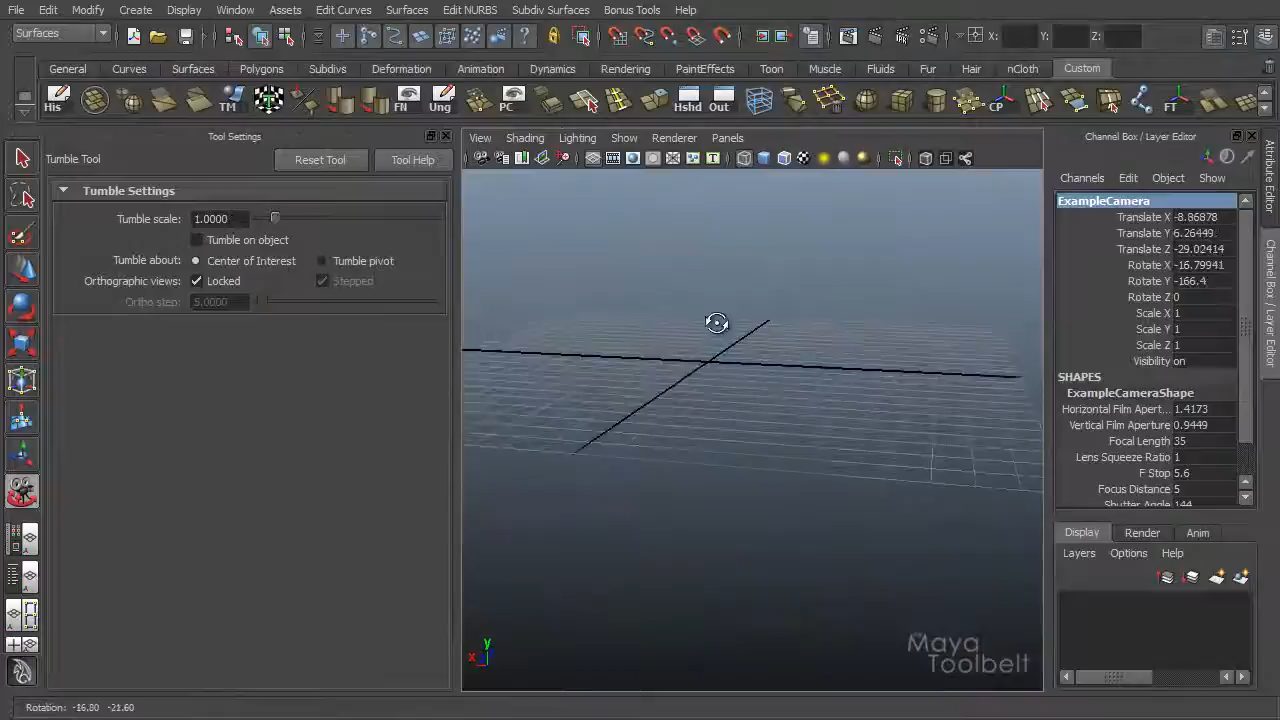 File Edit Modify Create Display Window Assets Edit Curves Surfaces Edit NURBS Subdiv Surfaces Bonus Tools Help
Surfaces X: Y: Z:
General Curves Surfaces Polygons Subdivs Deformation Animation Dynamics Rendering PaintEffects Toon Muscle Fluids Fur Hair nCloth Custom
His TM FN Ung PC Hshd Out CP FT
Tool Settings
Tumble Tool Reset Tool Tool Help
Tumble Settings
Tumble scale: 1.0000
Tumble on object
Tumble about: Center of Interest Tumble pivot
Orthographic views: Locked Stepped
Ortho step: 5.0000
View Shading Lighting Show Renderer Panels
y
x
Maya
Toolbelt
Channel Box / Layer Editor
Channels Edit Object Show
ExampleCamera
Translate X -8.86878
Translate Y 6.26449
Translate Z -29.02414
Rotate X -16.79941
Rotate Y -166.4
Rotate Z 0
Scale X 1
Scale Y 1
Scale Z 1
Visibility on
SHAPES
ExampleCameraShape
Horizontal Film Apert... 1.4173
Vertical Film Aperture 0.9449
Focal Length 35
Lens Squeeze Ratio 1
F Stop 5.6
Focus Distance 5
Shutter Angle 144
Display Render Anim
Layers Options Help
Attribute Editor
Channel Box / Layer Editor
Rotation: -16.80 -21.60